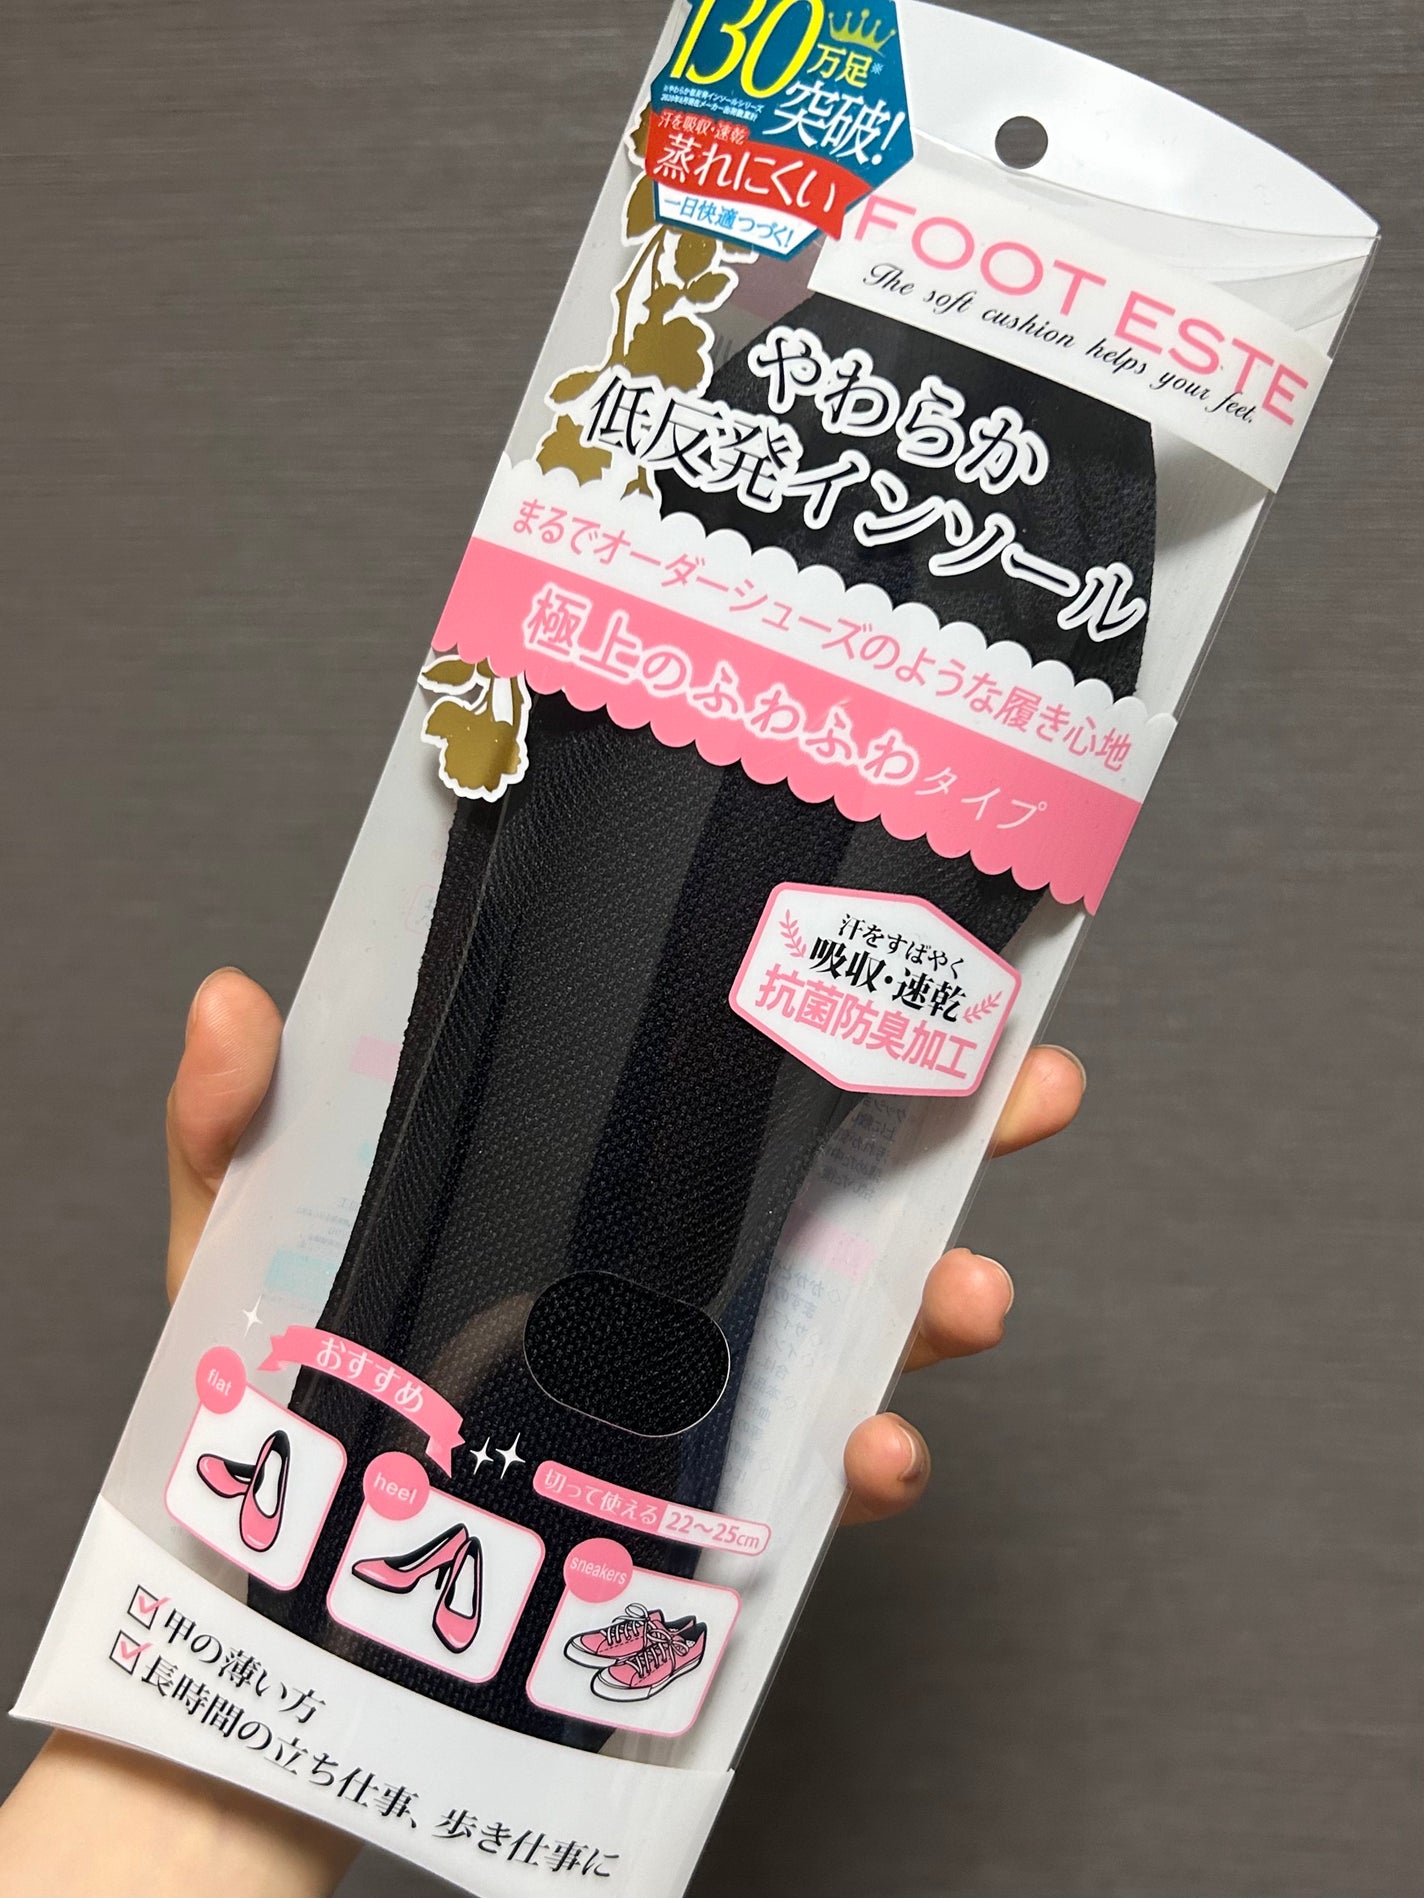 130万足※
突破!
汗を吸収・速乾
蒸れにくい
一日快適つづく!
FOOT ESTE
The soft cushion helps your feet.
やわらか
低反発インソール
まるでオーダーシューズのような履き心地
極上のふわふわタイプ
汗をすばやく
吸収・速乾
抗菌防臭加工
おすすめ
flat
heel
切って使える 22〜25cm
sneakers
甲の薄い方
長時間の立ち仕事、歩き仕事に